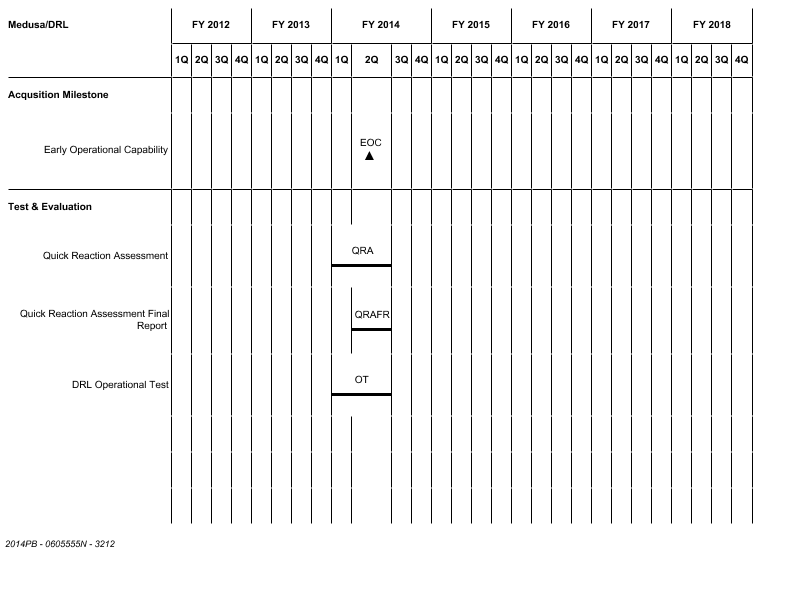 Medusa/DRL FY 2012 FY 2013 FY 2014 FY 2015 FY 2016 FY 2017 FY 2018
1Q 2Q 3Q 4Q 1Q 2Q 3Q 4Q 1Q 2Q 3Q 4Q 1Q 2Q 3Q 4Q 1Q 2Q 3Q 4Q 1Q 2Q 3Q 4Q 1Q 2Q 3Q 4Q
Acqusition Milestone
EOC
Early Operational Capability
Test & Evaluation
QRA
Quick Reaction Assessment
Quick Reaction Assessment Final QRAFR
Report
OT
DRL Operational Test
2014PB - 0605555N - 3212